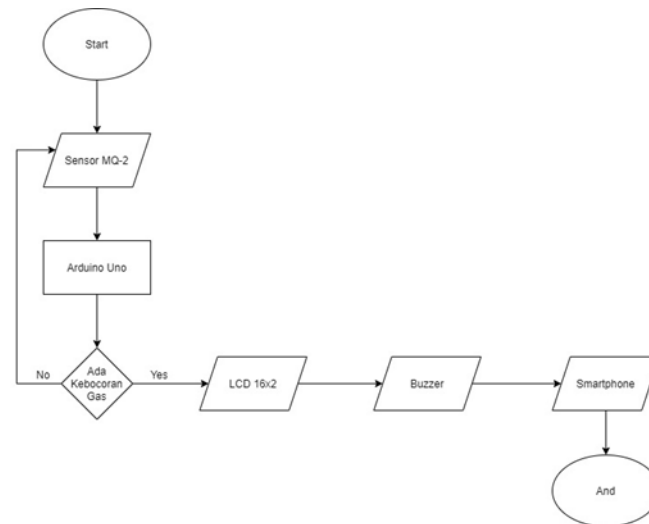 Start
Sensor MQ-2
Arduino Uno
Ada
Kebocoran
Gas
No
Yes
LCD 16x2
Buzzer
Smartphone
And